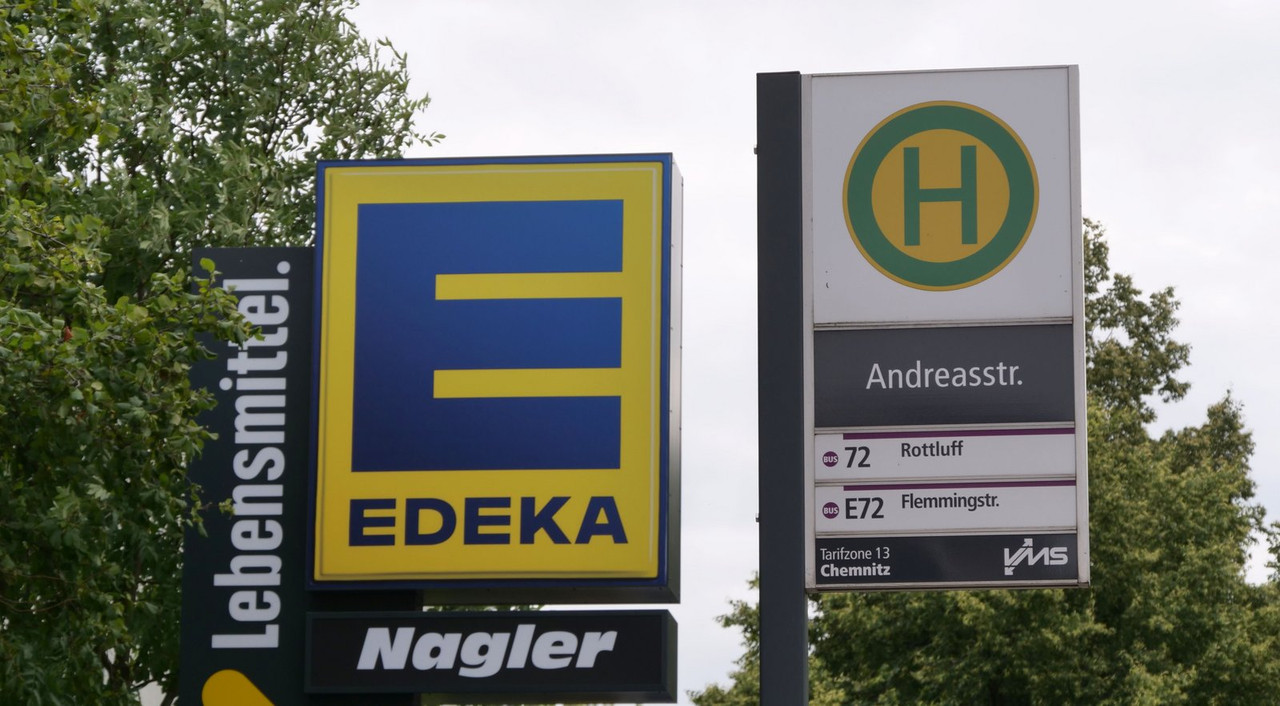 Lebensmittel.
E
EDEKA
Nagler
H
Andreasstr.
BUS 72 Rottluff
BUS E72 Flemmingstr.
Tarifzone 13
Chemnitz
VMS